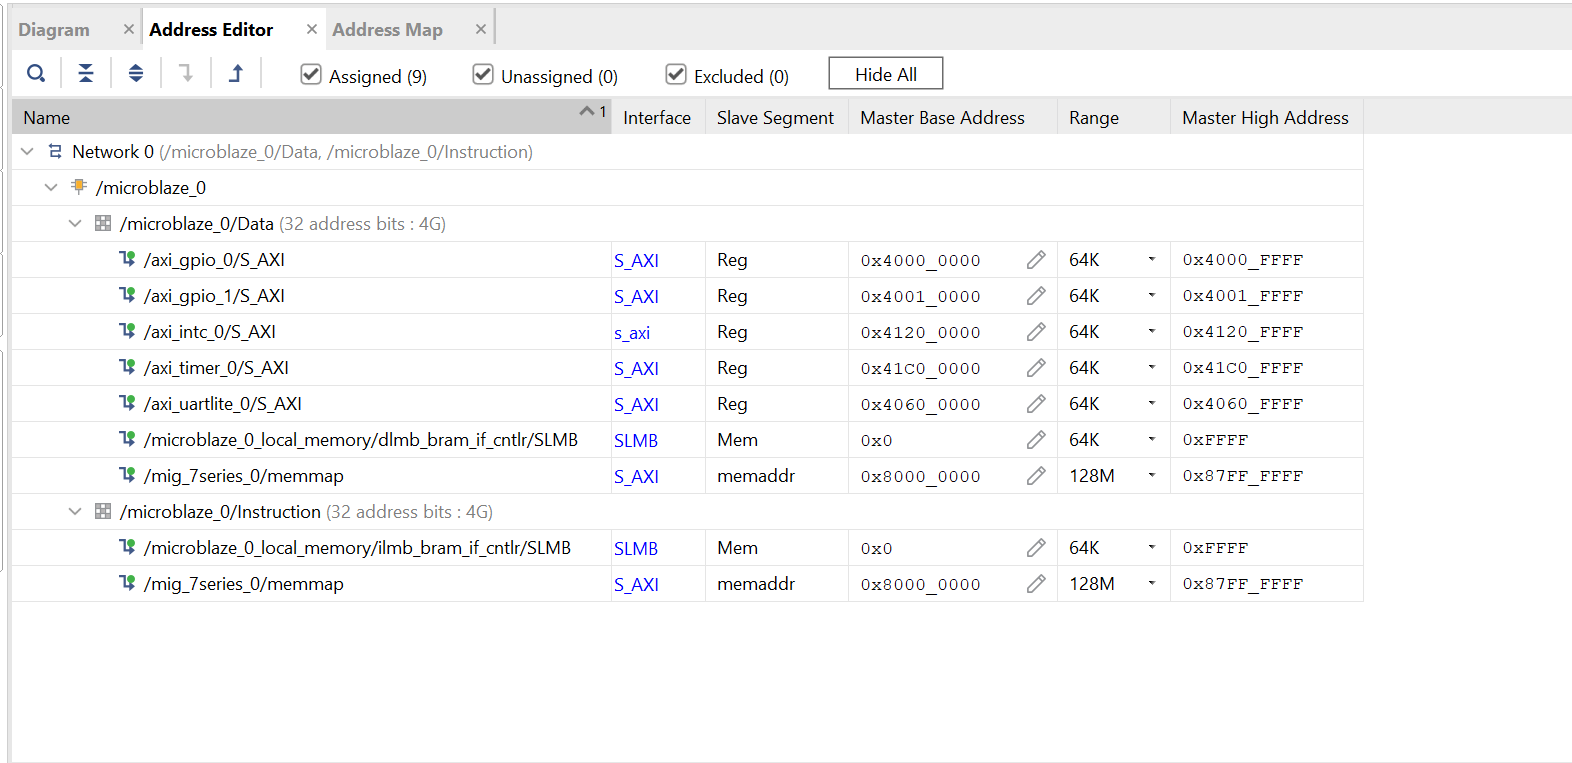 Diagram × Address Editor × Address Map ×
Assigned (9) Unassigned (0) Excluded (0) Hide All
Name 1 Interface Slave Segment Master Base Address Range Master High Address
Network 0 (/microblaze_0/Data, /microblaze_0/Instruction)
/microblaze_0
/microblaze_0/Data (32 address bits : 4G)
/axi_gpio_0/S_AXI S_AXI Reg 0x4000_0000 64K 0x4000_FFFF
/axi_gpio_1/S_AXI S_AXI Reg 0x4001_0000 64K 0x4001_FFFF
/axi_intc_0/S_AXI s_axi Reg 0x4120_0000 64K 0x4120_FFFF
/axi_timer_0/S_AXI S_AXI Reg 0x41C0_0000 64K 0x41C0_FFFF
/axi_uartlite_0/S_AXI S_AXI Reg 0x4060_0000 64K 0x4060_FFFF
/microblaze_0_local_memory/dlmb_bram_if_cntlr/SLMB SLMB Mem 0x0 64K 0xFFFF
/mig_7series_0/memmap S_AXI memaddr 0x8000_0000 128M 0x87FF_FFFF
/microblaze_0/Instruction (32 address bits : 4G)
/microblaze_0_local_memory/ilmb_bram_if_cntlr/SLMB SLMB Mem 0x0 64K 0xFFFF
/mig_7series_0/memmap S_AXI memaddr 0x8000_0000 128M 0x87FF_FFFF